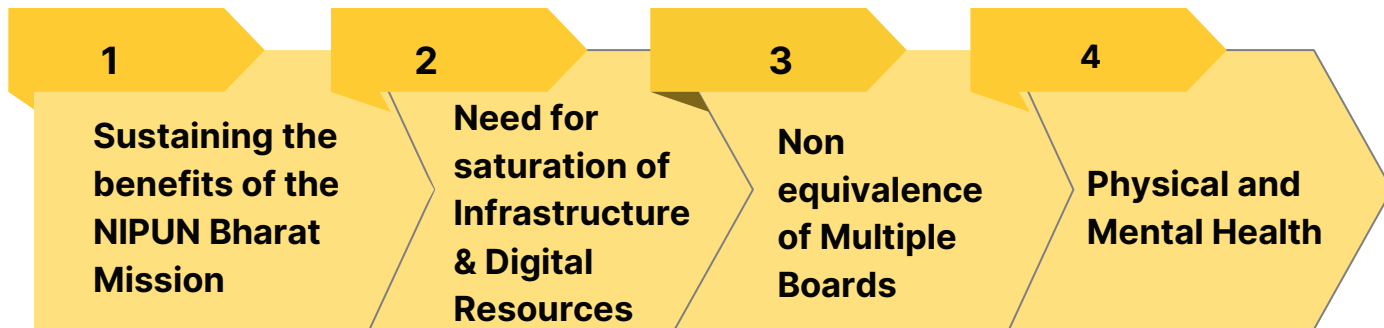 1
Sustaining the
benefits of the
NIPUN Bharat
Mission
2
Need for
saturation of
Infrastructure
& Digital
Resources
3
Non
equivalence
of Multiple
Boards
4
Physical and
Mental Health